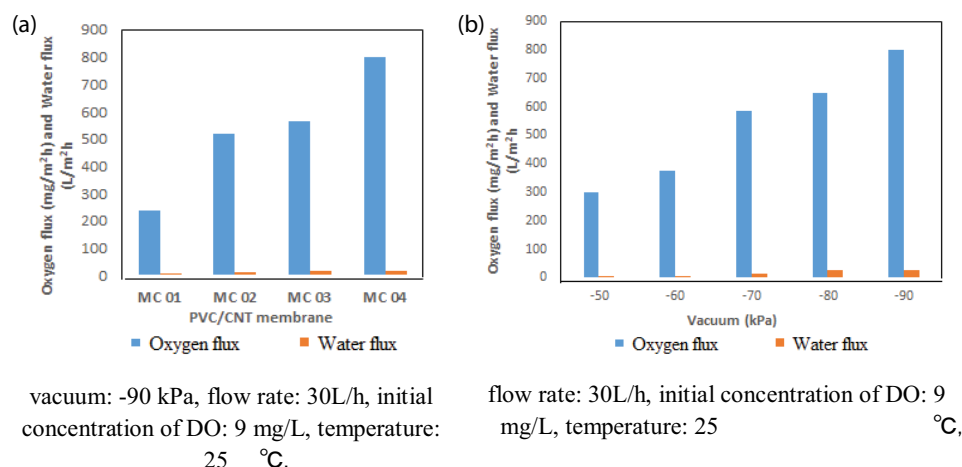 (a)
900
800
700
600
500
400
300
200
100
0
Oxygen flux (mg/m²h) and Water flux
(L/m²h
MC 01 MC 02 MC 03 MC 04
PVC/CNT membrane
Oxygen flux Water flux
vacuum: -90 kPa, flow rate: 30L/h, initial
concentration of DO: 9 mg/L, temperature:
25 ℃.
(b)
900
800
700
600
500
400
300
200
100
0
Oxygen flux (mg/m²h) and Water flux
(L/m²h
-50 -60 -70 -80 -90
Vacuum (kPa)
Oxygen flux Water flux
flow rate: 30L/h, initial concentration of DO: 9
mg/L, temperature: 25 ℃,